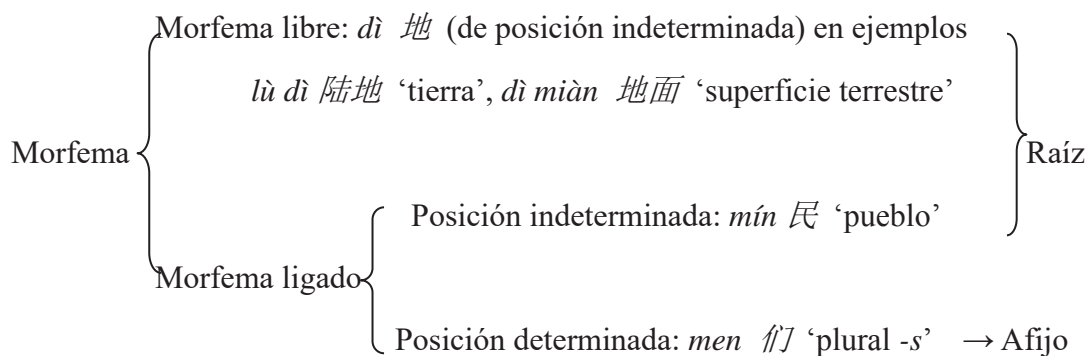 Morfema libre: dì 地 (de posición indeterminada) en ejemplos
lù dì 陆地 ‘tierra’, dì miàn 地面 ‘superficie terrestre’
Morfema
Raíz
Posición indeterminada: mín 民 ‘pueblo’
Morfema ligado
Posición determinada: men 们 ‘plural -s’ → Afijo